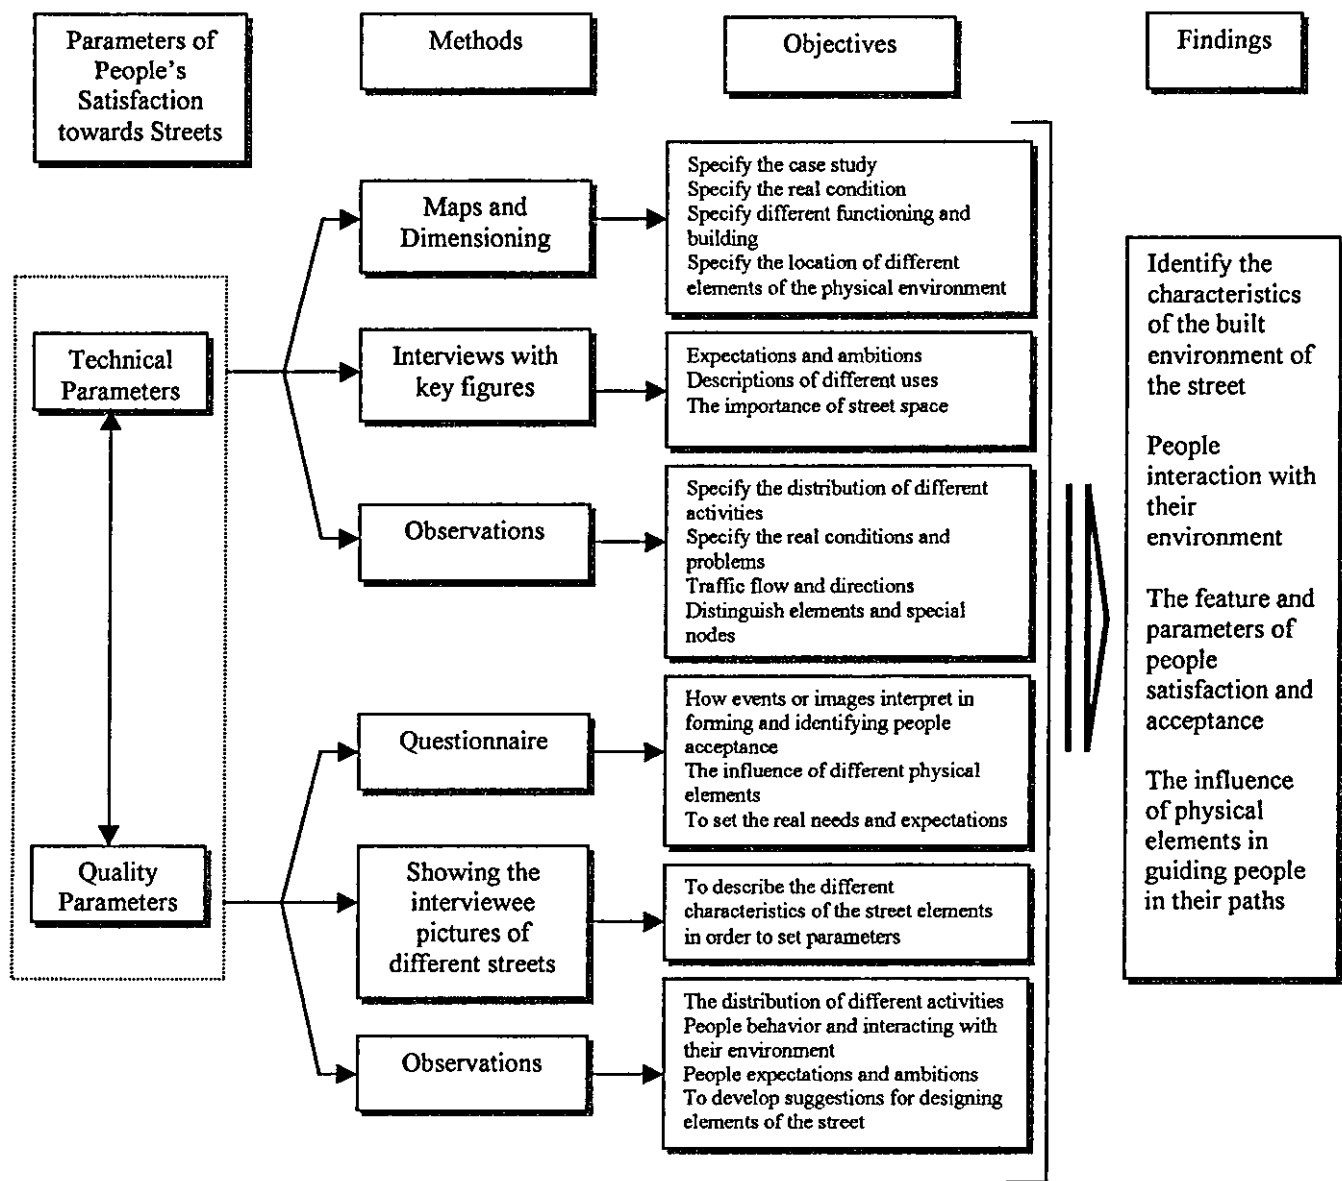 Parameters of
People's
Satisfaction
towards Streets
Methods
Objectives
Findings
Technical
Parameters
Quality
Parameters
Maps and
Dimensioning
Interviews with
key figures
Observations
Questionnaire
Showing the
interviewee
pictures of
different streets
Observations
Specify the case study
Specify the real condition
Specify different functioning and
building
Specify the location of different
elements of the physical environment
Expectations and ambitions
Descriptions of different uses
The importance of street space
Specify the distribution of different
activities
Specify the real conditions and
problems
Traffic flow and directions
Distinguish elements and special
nodes
How events or images interpret in
forming and identifying people
acceptance
The influence of different physical
elements
To set the real needs and expectations
To describe the different
characteristics of the street elements
in order to set parameters
The distribution of different activities
People behavior and interacting with
their environment
People expectations and ambitions
To develop suggestions for designing
elements of the street
Identify the
characteristics
of the built
environment of
the street
People
interaction with
their
environment
The feature and
parameters of
people
satisfaction and
acceptance
The influence
of physical
elements in
guiding people
in their paths